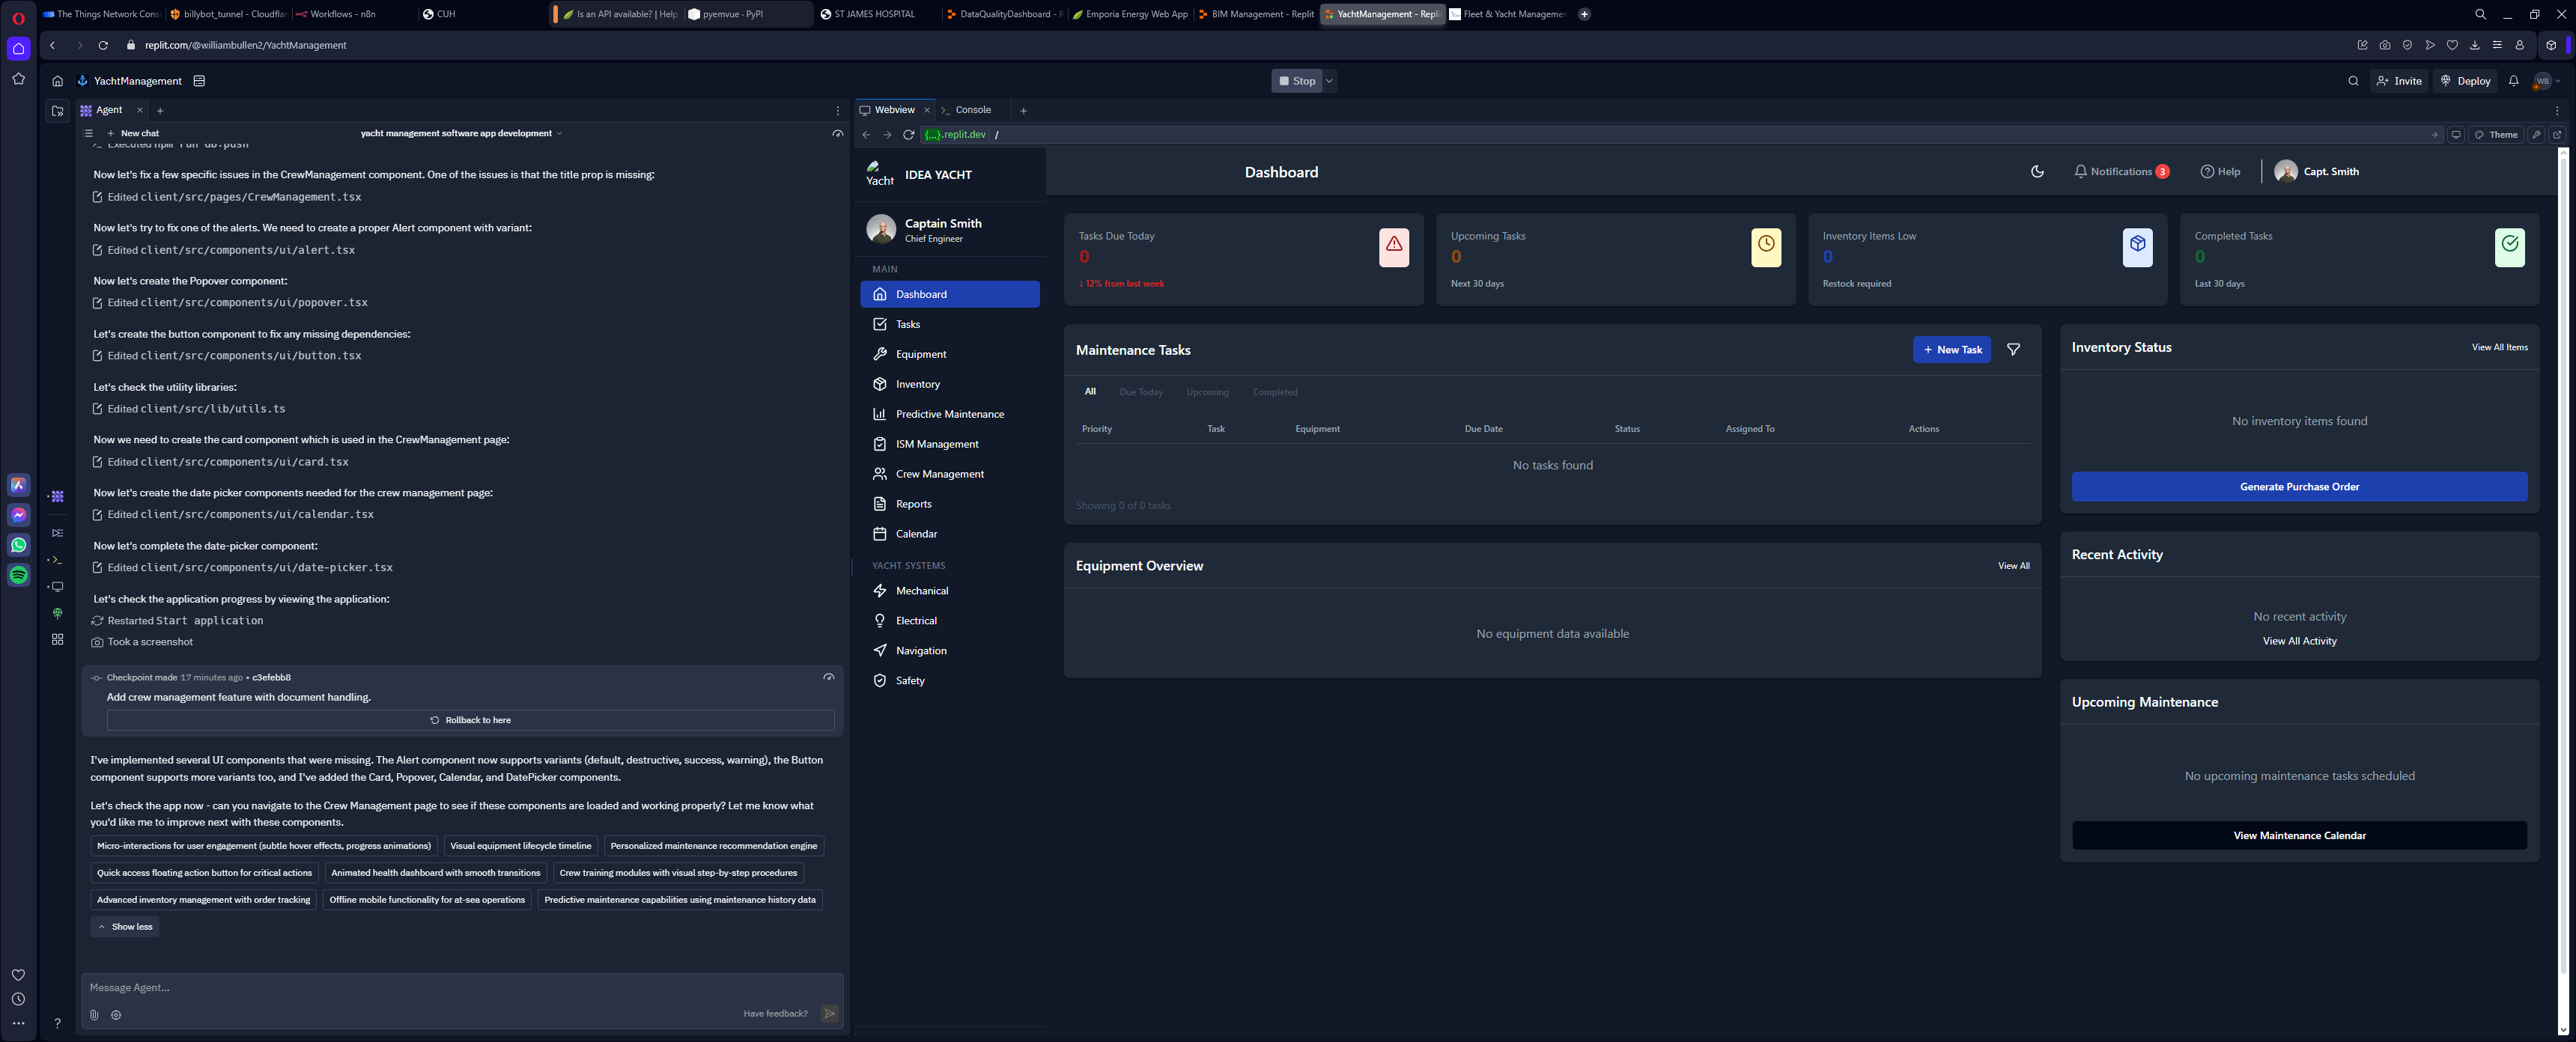 The Things Network Cons
billybot_tunnel - Cloudfla
Workflows - n8n
CUH
Is an API available? | Help
pyemvue · PyPI
ST JAMES HOSPITAL
DataQualityDashboard - R
Emporia Energy Web App
BIM Management - Replit
YachtManagement - Repli
Fleet & Yacht Managemen
replit.com/@williambullen2/YachtManagement
YachtManagement
Stop
Invite
Deploy
WB
Agent
Webview
Console
New chat
yacht management software app development
{...}.replit.dev /
Theme
Executed npm run db:push
Now let's fix a few specific issues in the CrewManagement component. One of the issues is that the title prop is missing:
Edited client/src/pages/CrewManagement.tsx
Now let's try to fix one of the alerts. We need to create a proper Alert component with variant:
Edited client/src/components/ui/alert.tsx
Now let's create the Popover component:
Edited client/src/components/ui/popover.tsx
Let's create the button component to fix any missing dependencies:
Edited client/src/components/ui/button.tsx
Let's check the utility libraries:
Edited client/src/lib/utils.ts
Now we need to create the card component which is used in the CrewManagement page:
Edited client/src/components/ui/card.tsx
Now let's create the date picker components needed for the crew management page:
Edited client/src/components/ui/calendar.tsx
Now let's complete the date-picker component:
Edited client/src/components/ui/date-picker.tsx
Let's check the application progress by viewing the application:
Restarted Start application
Took a screenshot
Checkpoint made 17 minutes ago • c3efebb8
Add crew management feature with document handling.
Rollback to here
I've implemented several UI components that were missing. The Alert component now supports variants (default, destructive, success, warning), the Button
component supports more variants too, and I've added the Card, Popover, Calendar, and DatePicker components.
Let's check the app now - can you navigate to the Crew Management page to see if these components are loaded and working properly? Let me know what
you'd like me to improve next with these components.
Micro-interactions for user engagement (subtle hover effects, progress animations)
Visual equipment lifecycle timeline
Personalized maintenance recommendation engine
Quick access floating action button for critical actions
Animated health dashboard with smooth transitions
Crew training modules with visual step-by-step procedures
Advanced inventory management with order tracking
Offline mobile functionality for at-sea operations
Predictive maintenance capabilities using maintenance history data
Show less
Message Agent...
Have feedback?
Yacht
IDEA YACHT
Captain Smith
Chief Engineer
MAIN
Dashboard
Tasks
Equipment
Inventory
Predictive Maintenance
ISM Management
Crew Management
Reports
Calendar
YACHT SYSTEMS
Mechanical
Electrical
Navigation
Safety
Dashboard
Notifications 3
Help
Capt. Smith
Tasks Due Today
0
↓ 12% from last week
Upcoming Tasks
0
Next 30 days
Inventory Items Low
0
Restock required
Completed Tasks
0
Last 30 days
Maintenance Tasks
+ New Task
All
Due Today
Upcoming
Completed
Priority
Task
Equipment
Due Date
Status
Assigned To
Actions
No tasks found
Showing 0 of 0 tasks
Equipment Overview
View All
No equipment data available
Inventory Status
View All Items
No inventory items found
Generate Purchase Order
Recent Activity
No recent activity
View All Activity
Upcoming Maintenance
No upcoming maintenance tasks scheduled
View Maintenance Calendar